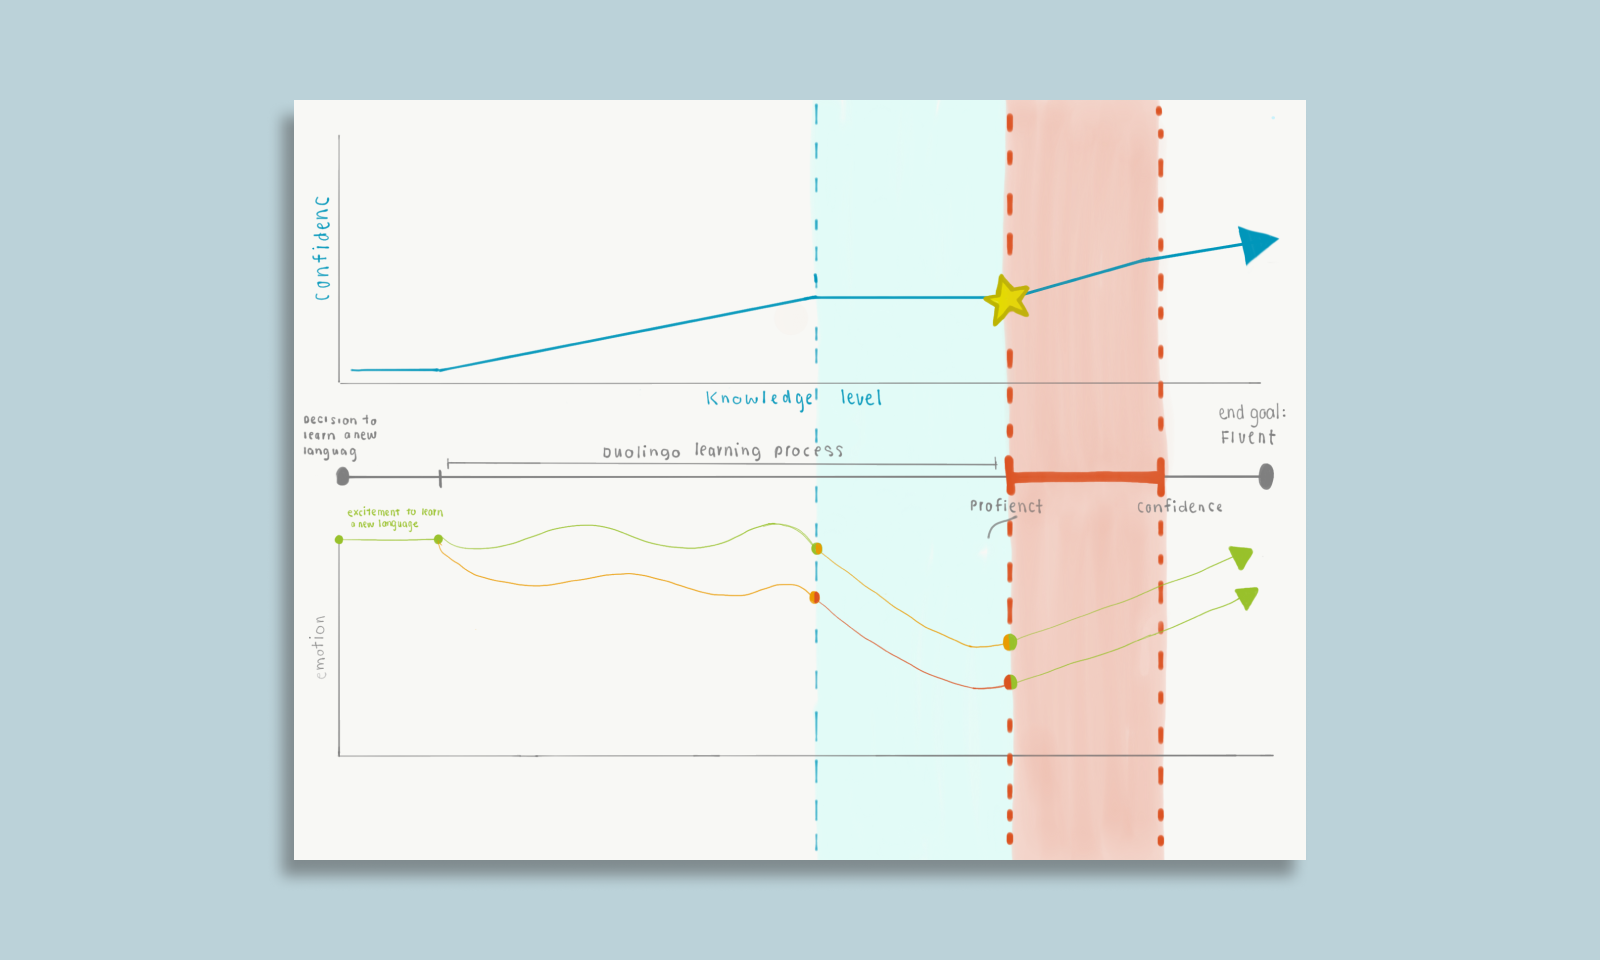 Confidenc
Knowledge level
Decision to
learn a new
languag
end goal:
Fluent
Duolingo learning process
Profienct
Confidence
excitement to learn
a new language
emotion